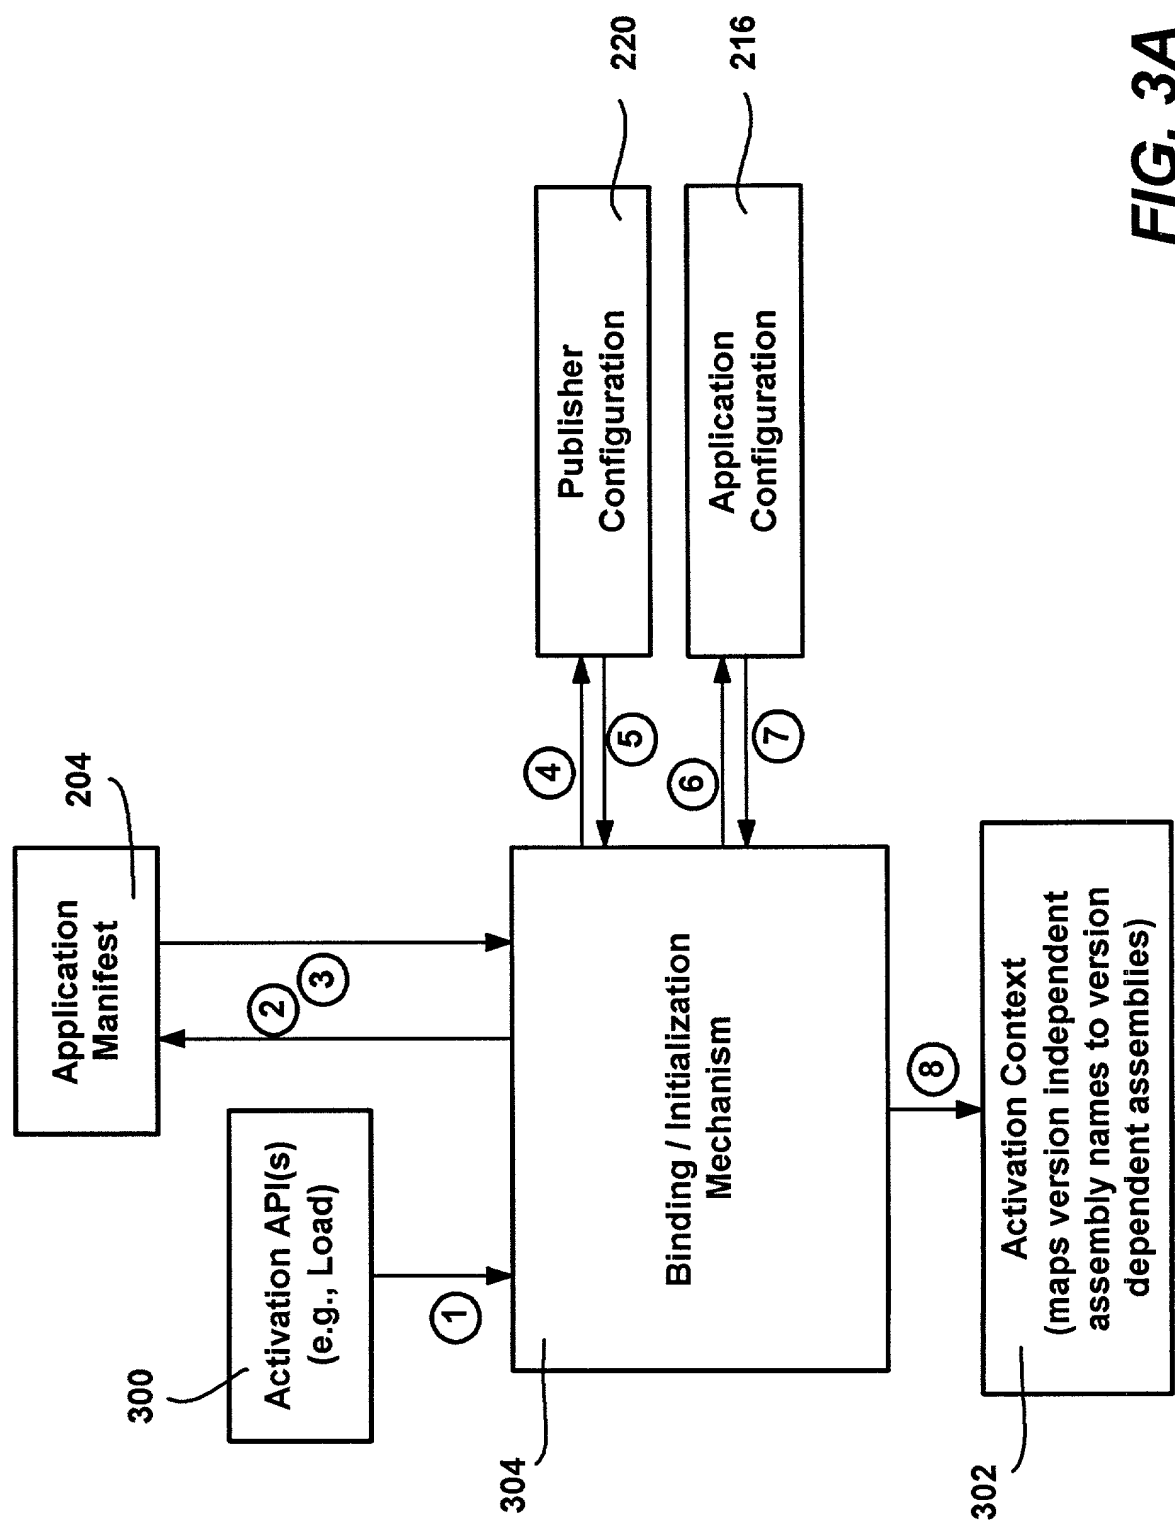 204
Application
Manifest
300
Activation API(s)
(e.g., Load)
2
3
1
304
Binding / Initialization
Mechanism
4
5
6
7
220
Publisher
Configuration
216
Application
Configuration
8
302
Activation Context
(maps version independent
assembly names to version
dependent assemblies)
FIG. 3A